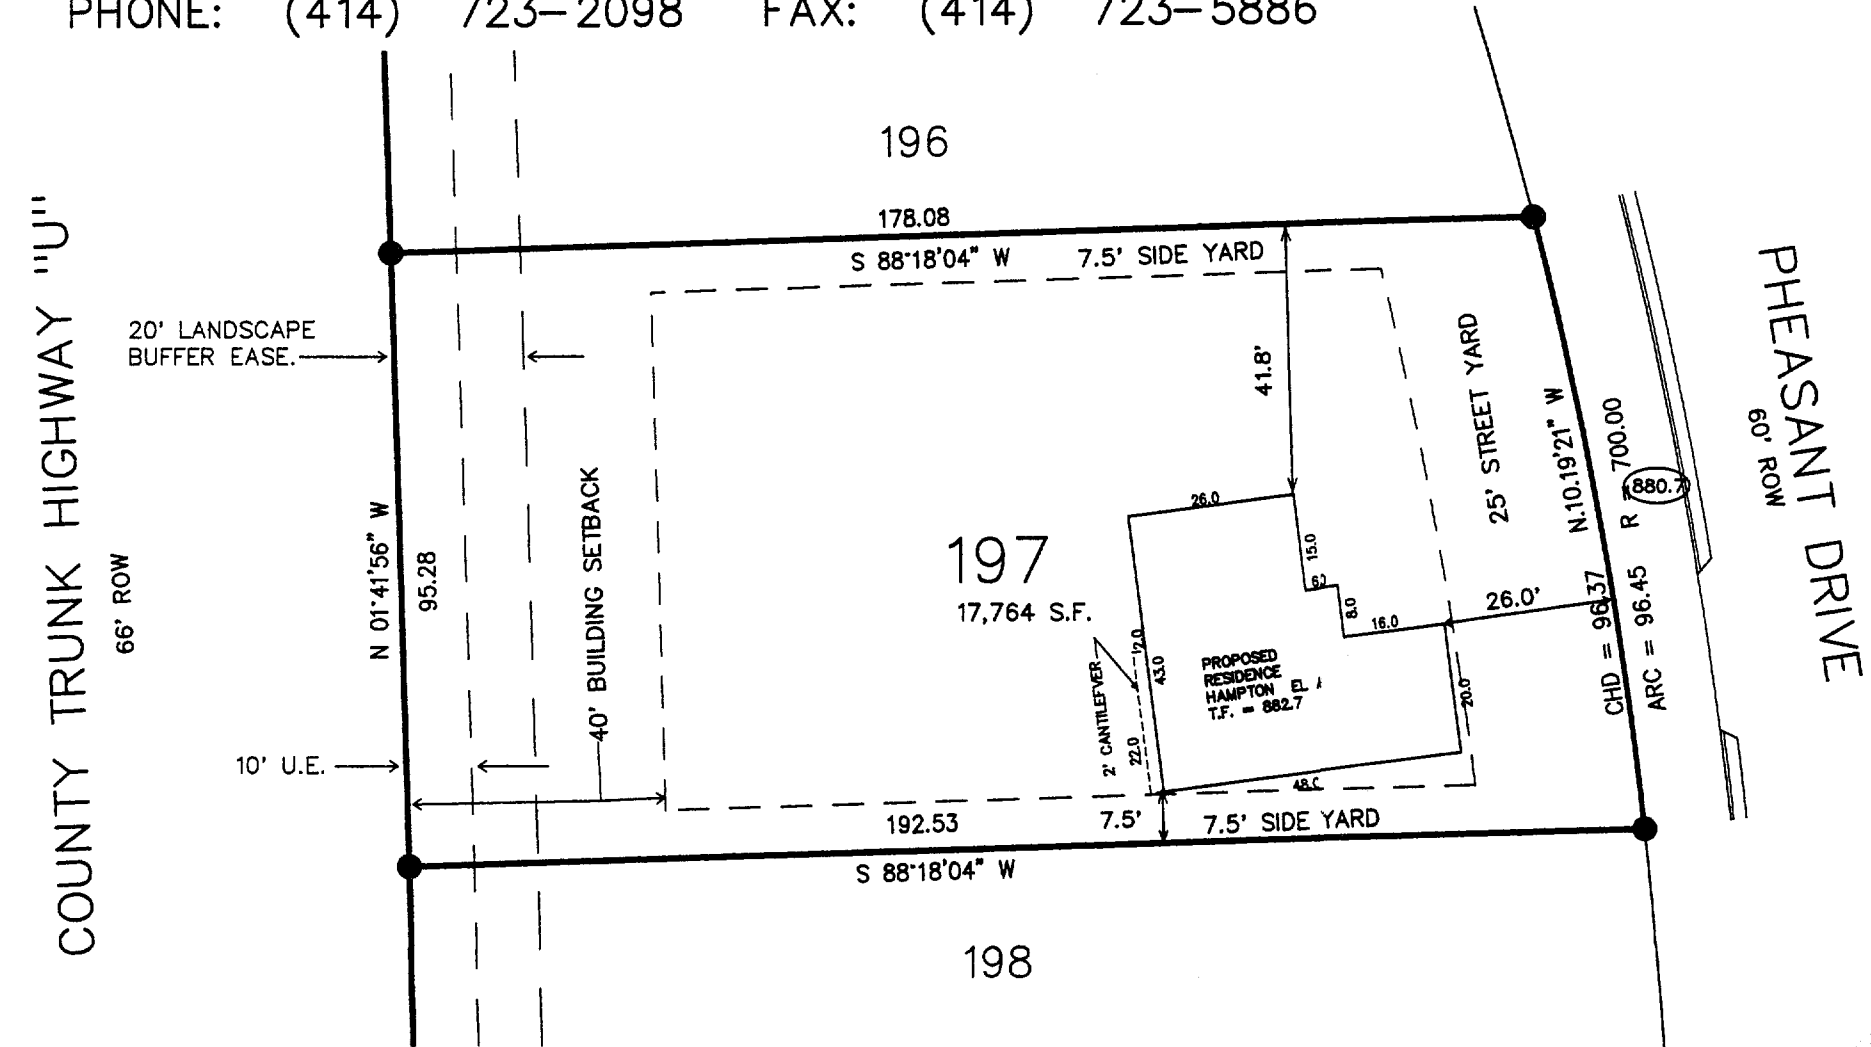 PHONE: (414) 723-2098 FAX: (414) 723-5886
196
178.08
S 88°18'04" W
7.5' SIDE YARD
COUNTY TRUNK HIGHWAY "U"
66' ROW
20' LANDSCAPE
BUFFER EASE.
N 01°41'56" W
95.28
40' BUILDING SETBACK
10' U.E.
197
17,764 S.F.
41.8'
25' STREET YARD
N.10.19'21" W
R = 700.00
880.7
CHD = 96.37
ARC = 96.45
PHEASANT DRIVE
60' ROW
26.0
15.0
8.0
16.0
26.0'
20.0
2.0
43.0
22.0
2' CANTILEFVER
PROPOSED
RESIDENCE
HAMPTON EL
T.F. = 882.7
192.53
7.5'
7.5' SIDE YARD
S 88°18'04" W
198